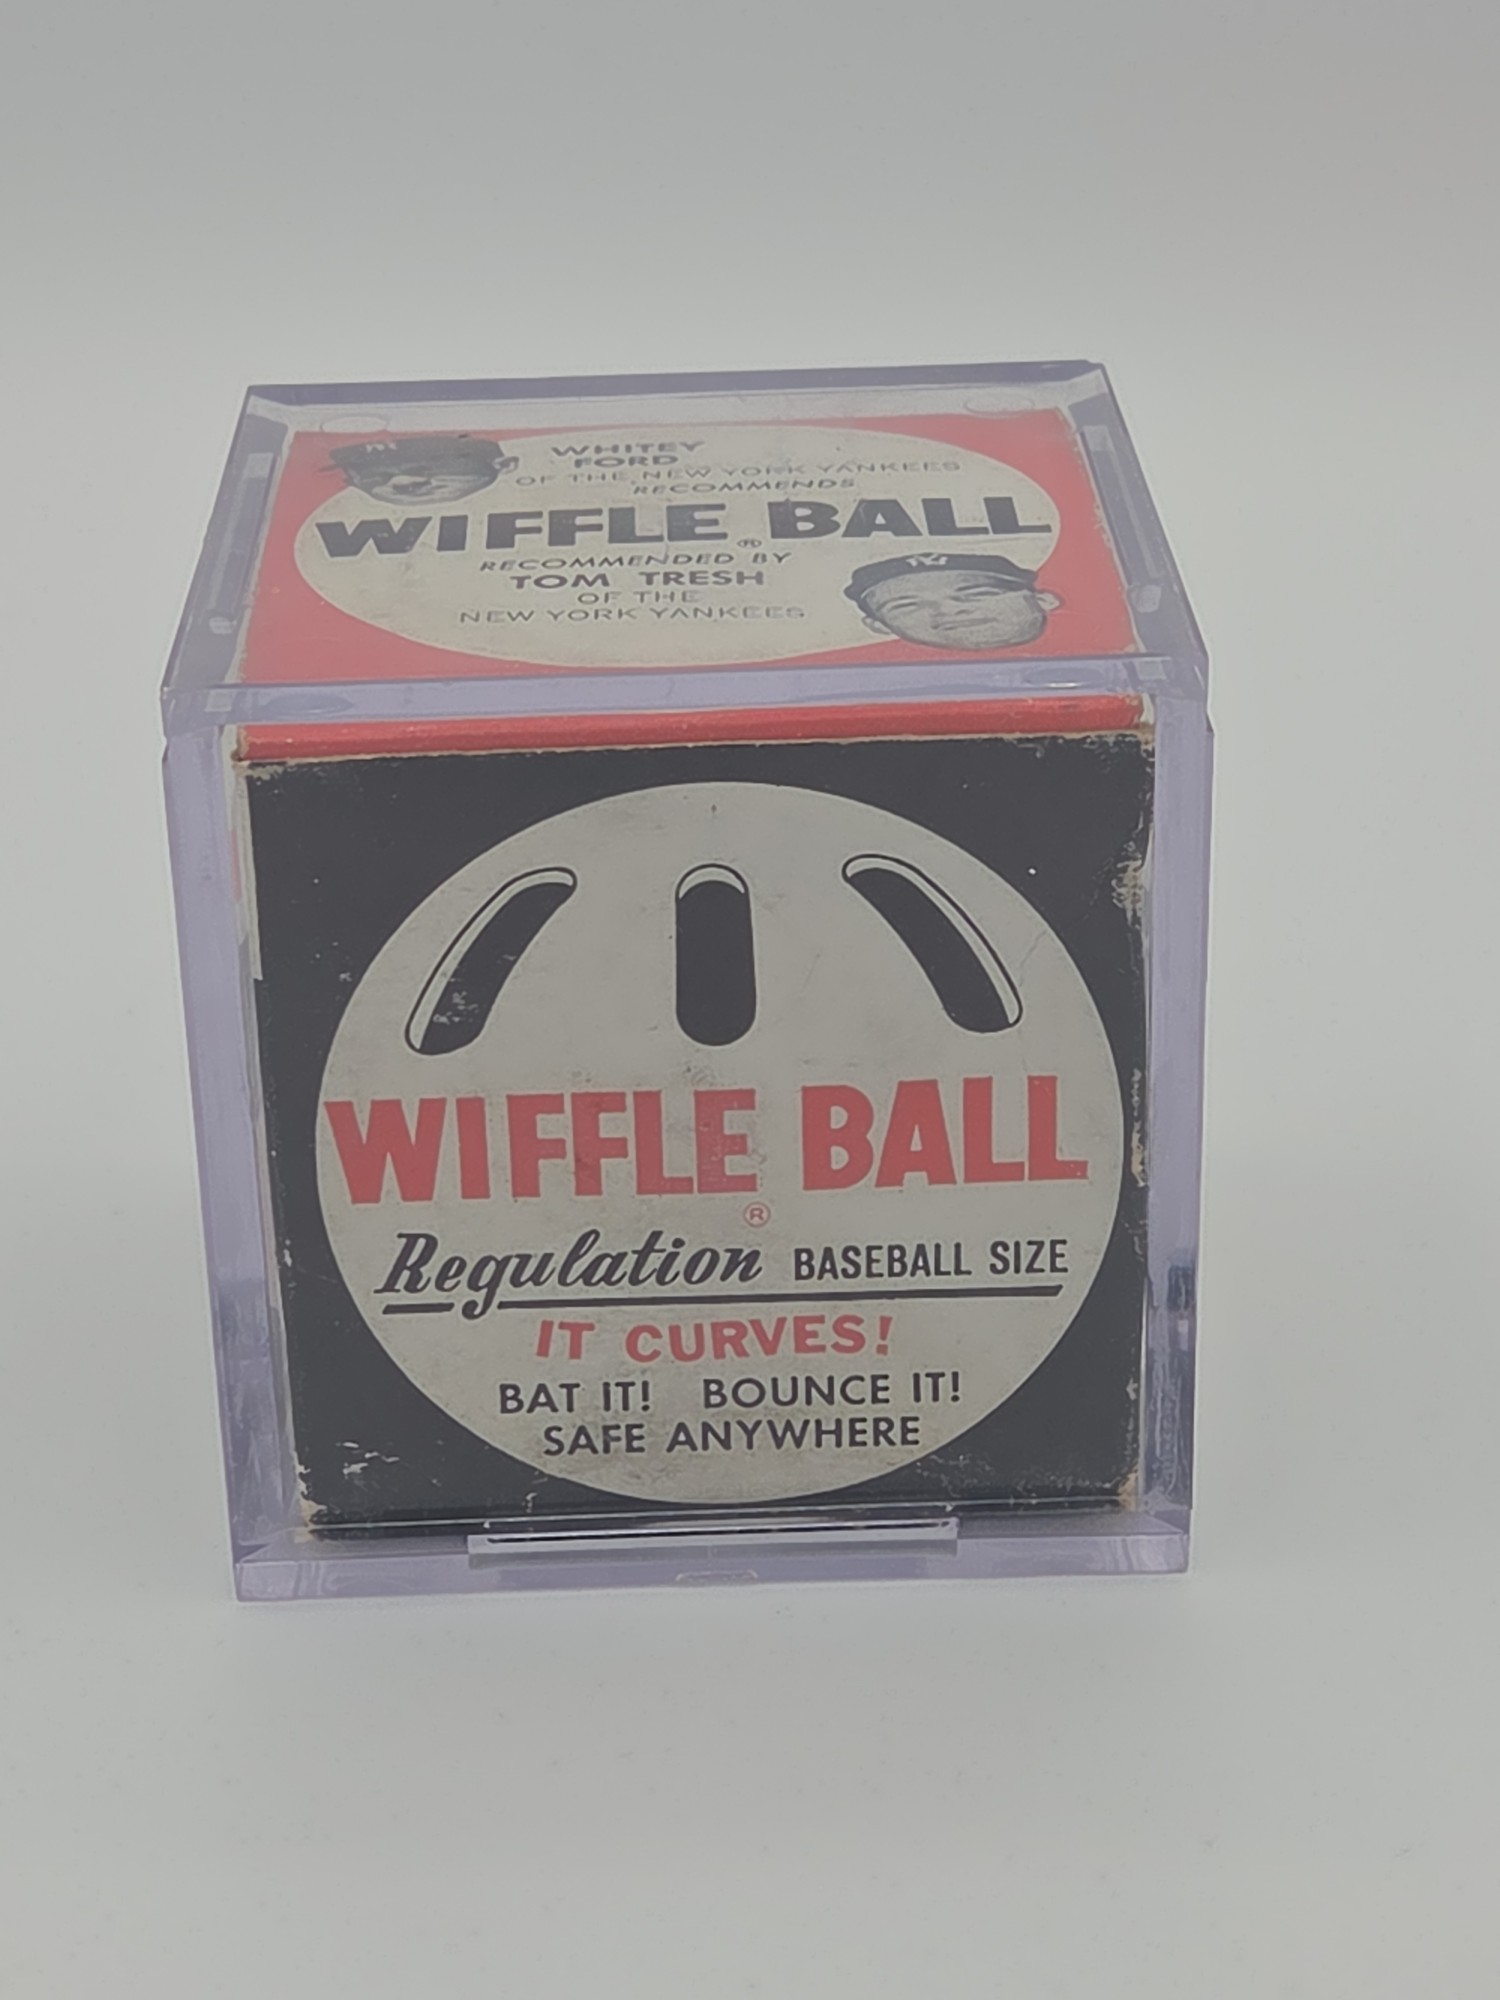 WHITEY
FORD
OF THE NEW YORK YANKEES
RECOMMENDS
WIFFLE BALL
®
RECOMMENDED BY
TOM TRESH
OF THE
NEW YORK YANKEES
WIFFLE BALL
®
Regulation BASEBALL SIZE
IT CURVES!
BAT IT! BOUNCE IT!
SAFE ANYWHERE